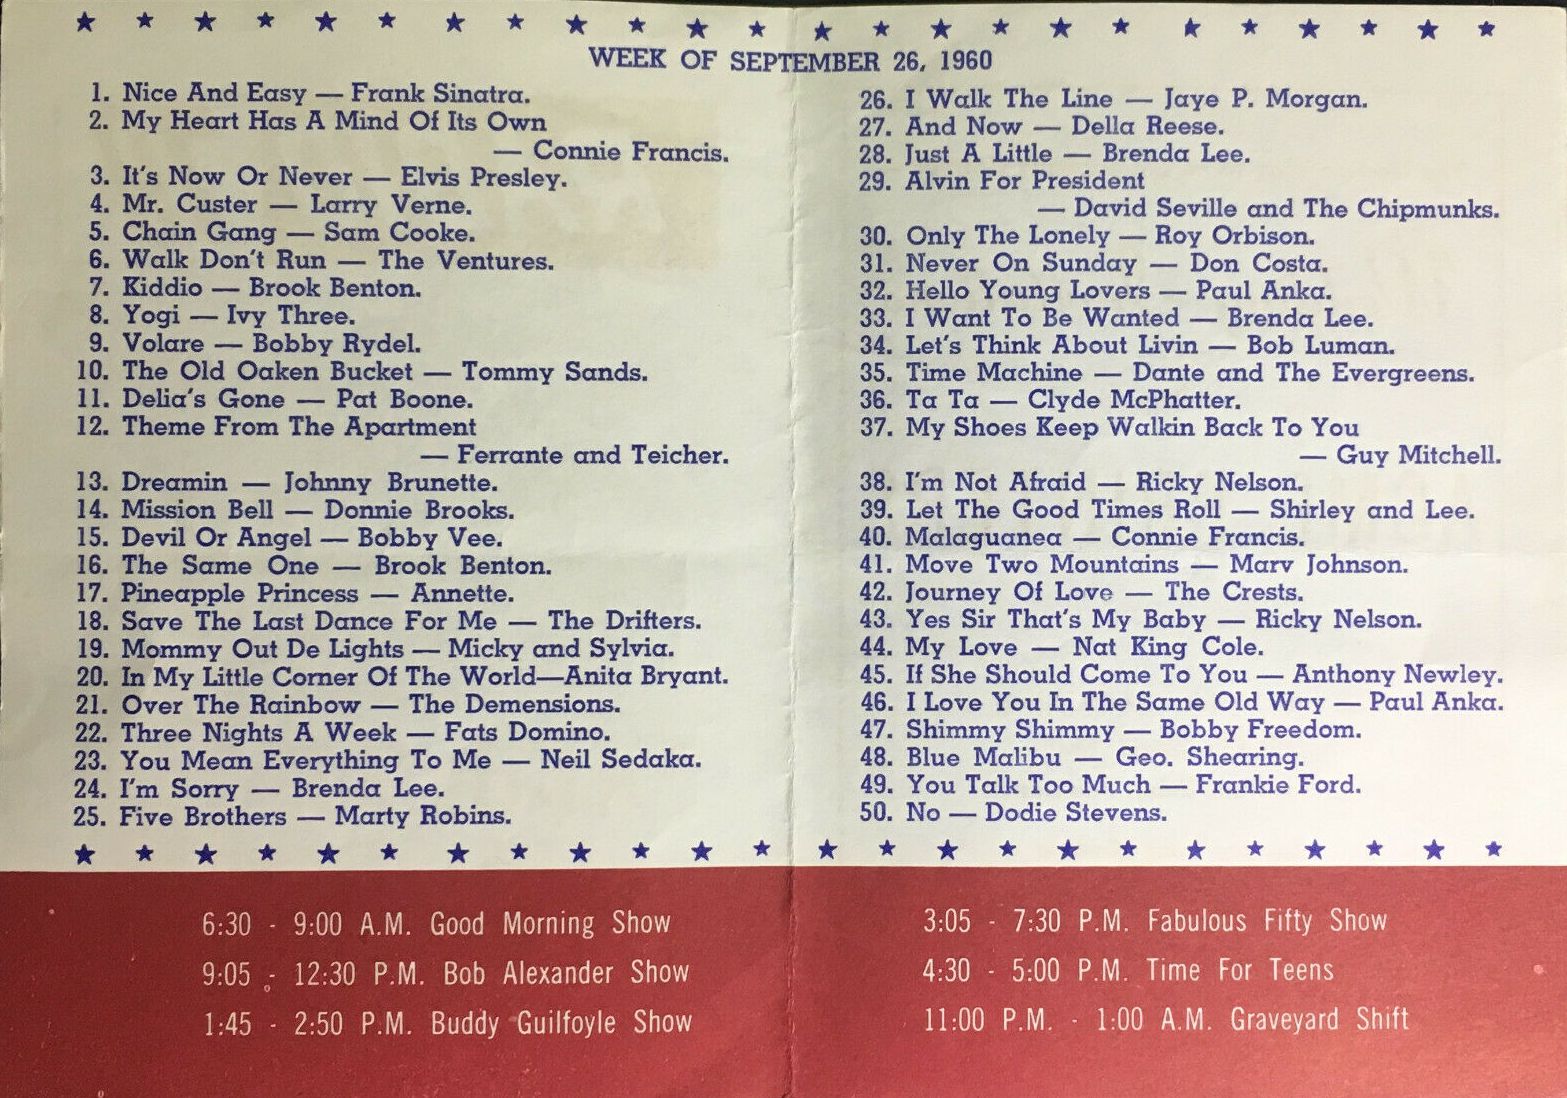 WEEK OF SEPTEMBER 26, 1960
1. Nice And Easy — Frank Sinatra.
2. My Heart Has A Mind Of Its Own
— Connie Francis.
3. It's Now Or Never — Elvis Presley.
4. Mr. Custer — Larry Verne.
5. Chain Gang — Sam Cooke.
6. Walk Don't Run — The Ventures.
7. Kiddio — Brook Benton.
8. Yogi — Ivy Three.
9. Volare — Bobby Rydel.
10. The Old Oaken Bucket — Tommy Sands.
11. Delia's Gone — Pat Boone.
12. Theme From The Apartment
— Ferrante and Teicher.
13. Dreamin — Johnny Brunette.
14. Mission Bell — Donnie Brooks.
15. Devil Or Angel — Bobby Vee.
16. The Same One — Brook Benton.
17. Pineapple Princess — Annette.
18. Save The Last Dance For Me — The Drifters.
19. Mommy Out De Lights — Micky and Sylvia.
20. In My Little Corner Of The World—Anita Bryant.
21. Over The Rainbow — The Demensions.
22. Three Nights A Week — Fats Domino.
23. You Mean Everything To Me — Neil Sedaka.
24. I'm Sorry — Brenda Lee.
25. Five Brothers — Marty Robins.
26. I Walk The Line — Jaye P. Morgan.
27. And Now — Della Reese.
28. Just A Little — Brenda Lee.
29. Alvin For President
— David Seville and The Chipmunks.
30. Only The Lonely — Roy Orbison.
31. Never On Sunday — Don Costa.
32. Hello Young Lovers — Paul Anka.
33. I Want To Be Wanted — Brenda Lee.
34. Let's Think About Livin — Bob Luman.
35. Time Machine — Dante and The Evergreens.
36. Ta Ta — Clyde McPhatter.
37. My Shoes Keep Walkin Back To You
— Guy Mitchell.
38. I'm Not Afraid — Ricky Nelson.
39. Let The Good Times Roll — Shirley and Lee.
40. Malaguanea — Connie Francis.
41. Move Two Mountains — Marv Johnson.
42. Journey Of Love — The Crests.
43. Yes Sir That's My Baby — Ricky Nelson.
44. My Love — Nat King Cole.
45. If She Should Come To You — Anthony Newley.
46. I Love You In The Same Old Way — Paul Anka.
47. Shimmy Shimmy — Bobby Freedom.
48. Blue Malibu — Geo. Shearing.
49. You Talk Too Much — Frankie Ford.
50. No — Dodie Stevens.
6:30 - 9:00 A.M. Good Morning Show
9:05 - 12:30 P.M. Bob Alexander Show
1:45 - 2:50 P.M. Buddy Guilfoyle Show
3:05 - 7:30 P.M. Fabulous Fifty Show
4:30 - 5:00 P.M. Time For Teens
11:00 P.M. - 1:00 A.M. Graveyard Shift